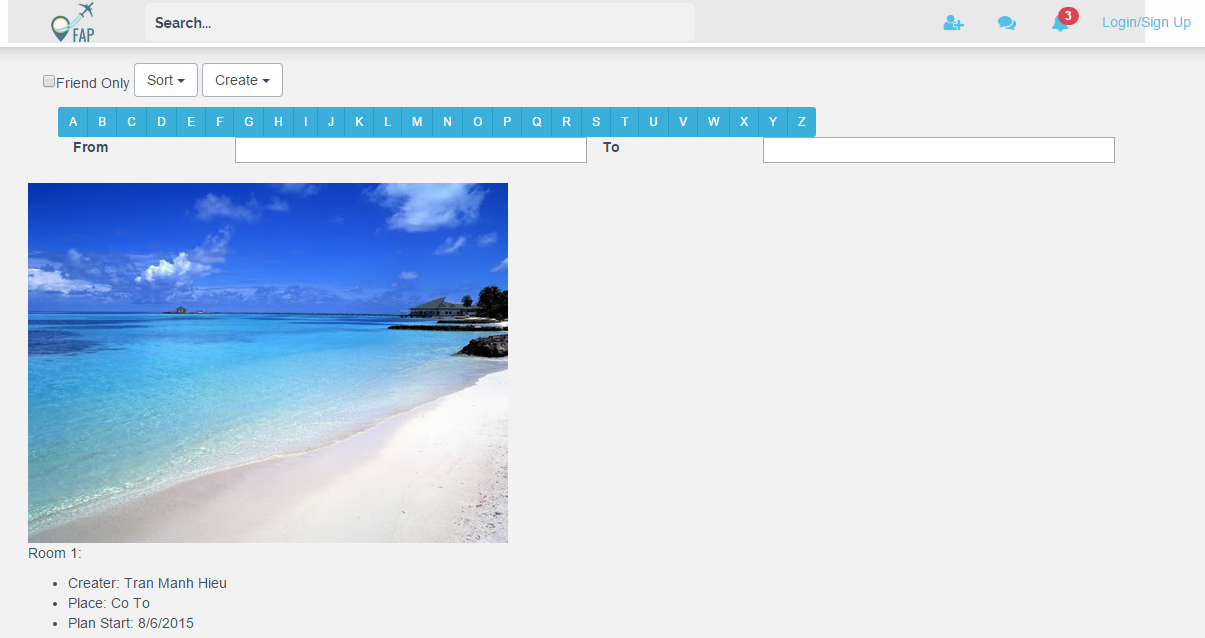 FAP Search... 3 Login/Sign Up
Friend Only Sort Create
A B C D E F G H I J K L M N O P Q R S T U V W X Y Z
From To
Room 1:
• Creater: Tran Manh Hieu
• Place: Co To
• Plan Start: 8/6/2015